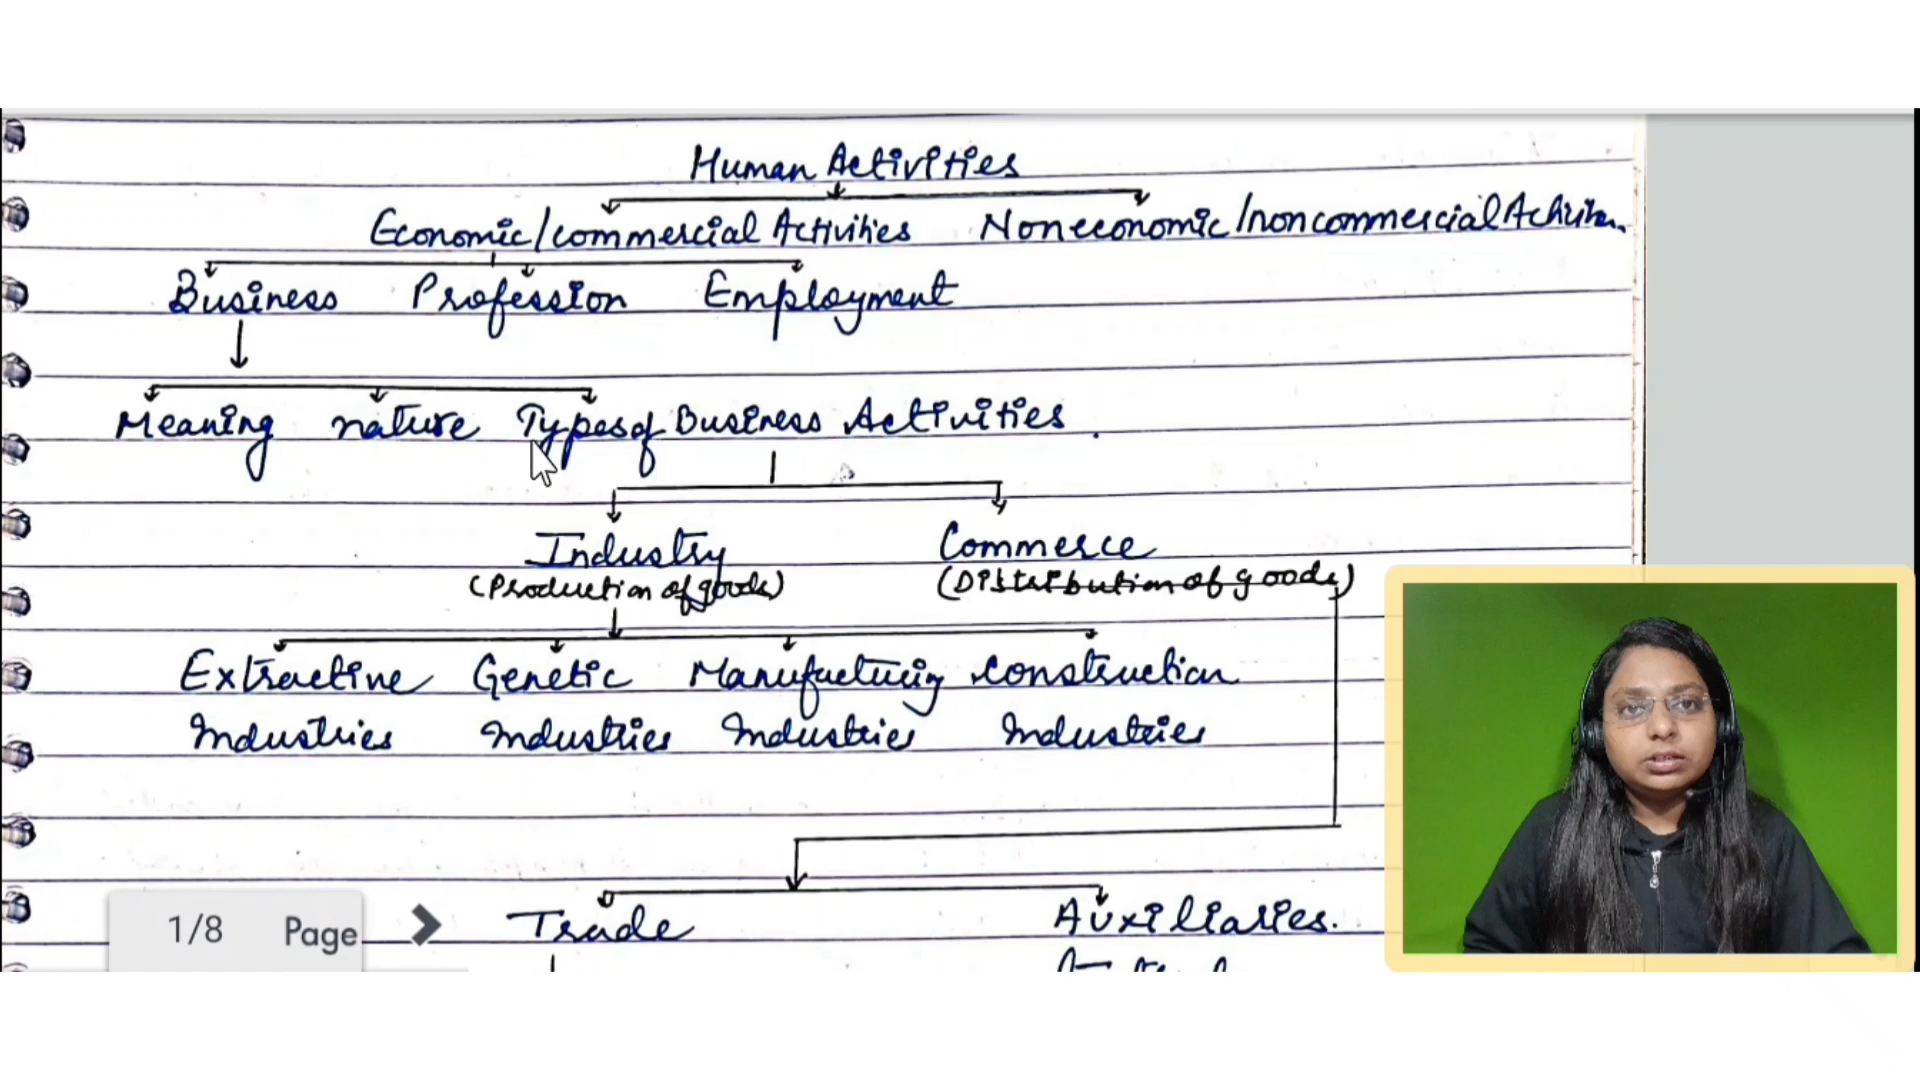 Human Activities
Economic/commercial Activities Noneconomic/noncommercial
Business Profession Employment
Meaning nature Types of Business Activities.
Industry Commerce
(Production of goods) (Distribution of goods)
Extractive Genetic Manufacturing Construction
Industries Industries Industries Industries
Trade Auxiliaries.
1/8 Page